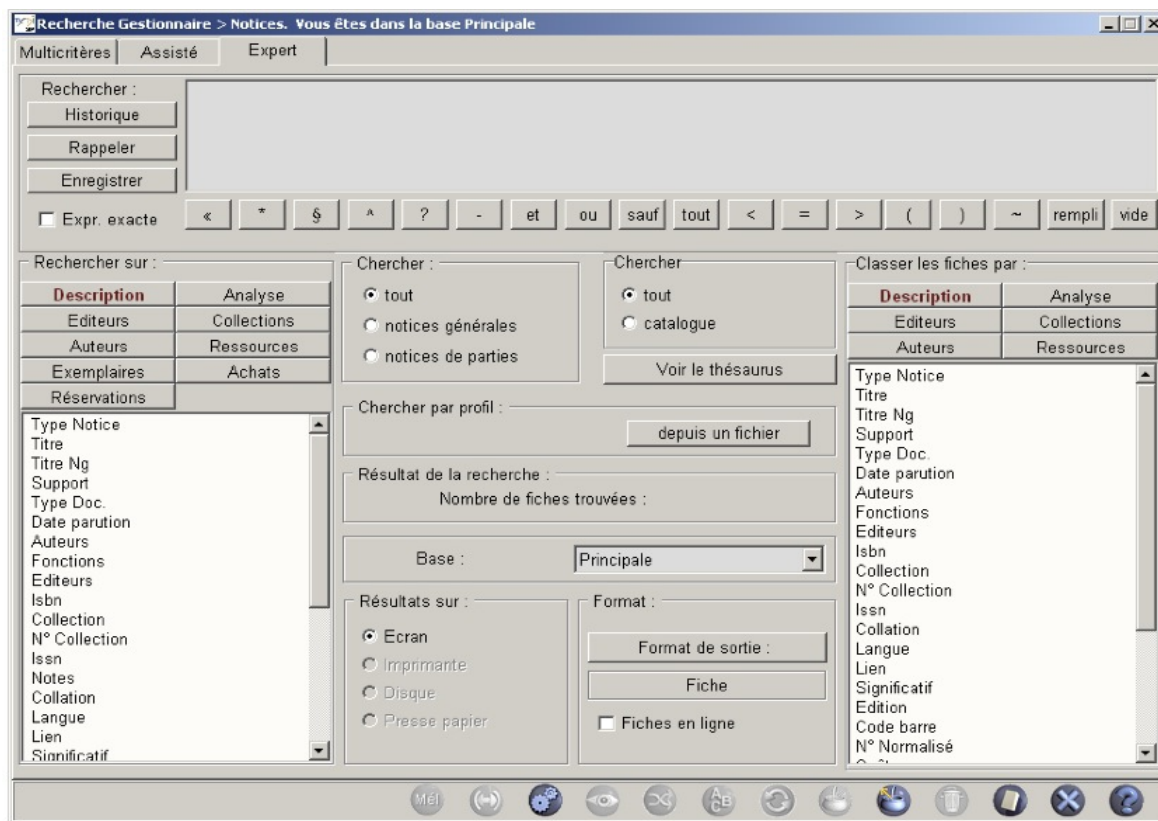 Recherche Gestionnaire > Notices. Vous êtes dans la base Principale
Multicritères Assisté Expert
Rechercher :
Historique
Rappeler
Enregistrer
Expr. exacte « * § ^ ? - et ou sauf tout < = > ( ) ~ rempli vide
Rechercher sur :
Description Analyse
Editeurs Collections
Auteurs Ressources
Exemplaires Achats
Réservations
Type Notice
Titre
Titre Ng
Support
Type Doc.
Date parution
Auteurs
Fonctions
Editeurs
Isbn
Collection
N° Collection
Issn
Notes
Collation
Langue
Lien
Significatif
Chercher :
tout
notices générales
notices de parties
Chercher
tout
catalogue
Voir le thésaurus
Chercher par profil :
depuis un fichier
Résultat de la recherche :
Nombre de fiches trouvées :
Base : Principale
Résultats sur :
Ecran
Imprimante
Disque
Presse papier
Format :
Format de sortie :
Fiche
Fiches en ligne
Classer les fiches par :
Description Analyse
Editeurs Collections
Auteurs Ressources
Type Notice
Titre
Titre Ng
Support
Type Doc.
Date parution
Auteurs
Fonctions
Editeurs
Isbn
Collection
N° Collection
Issn
Collation
Langue
Lien
Significatif
Edition
Code barre
N° Normalisé
Mél